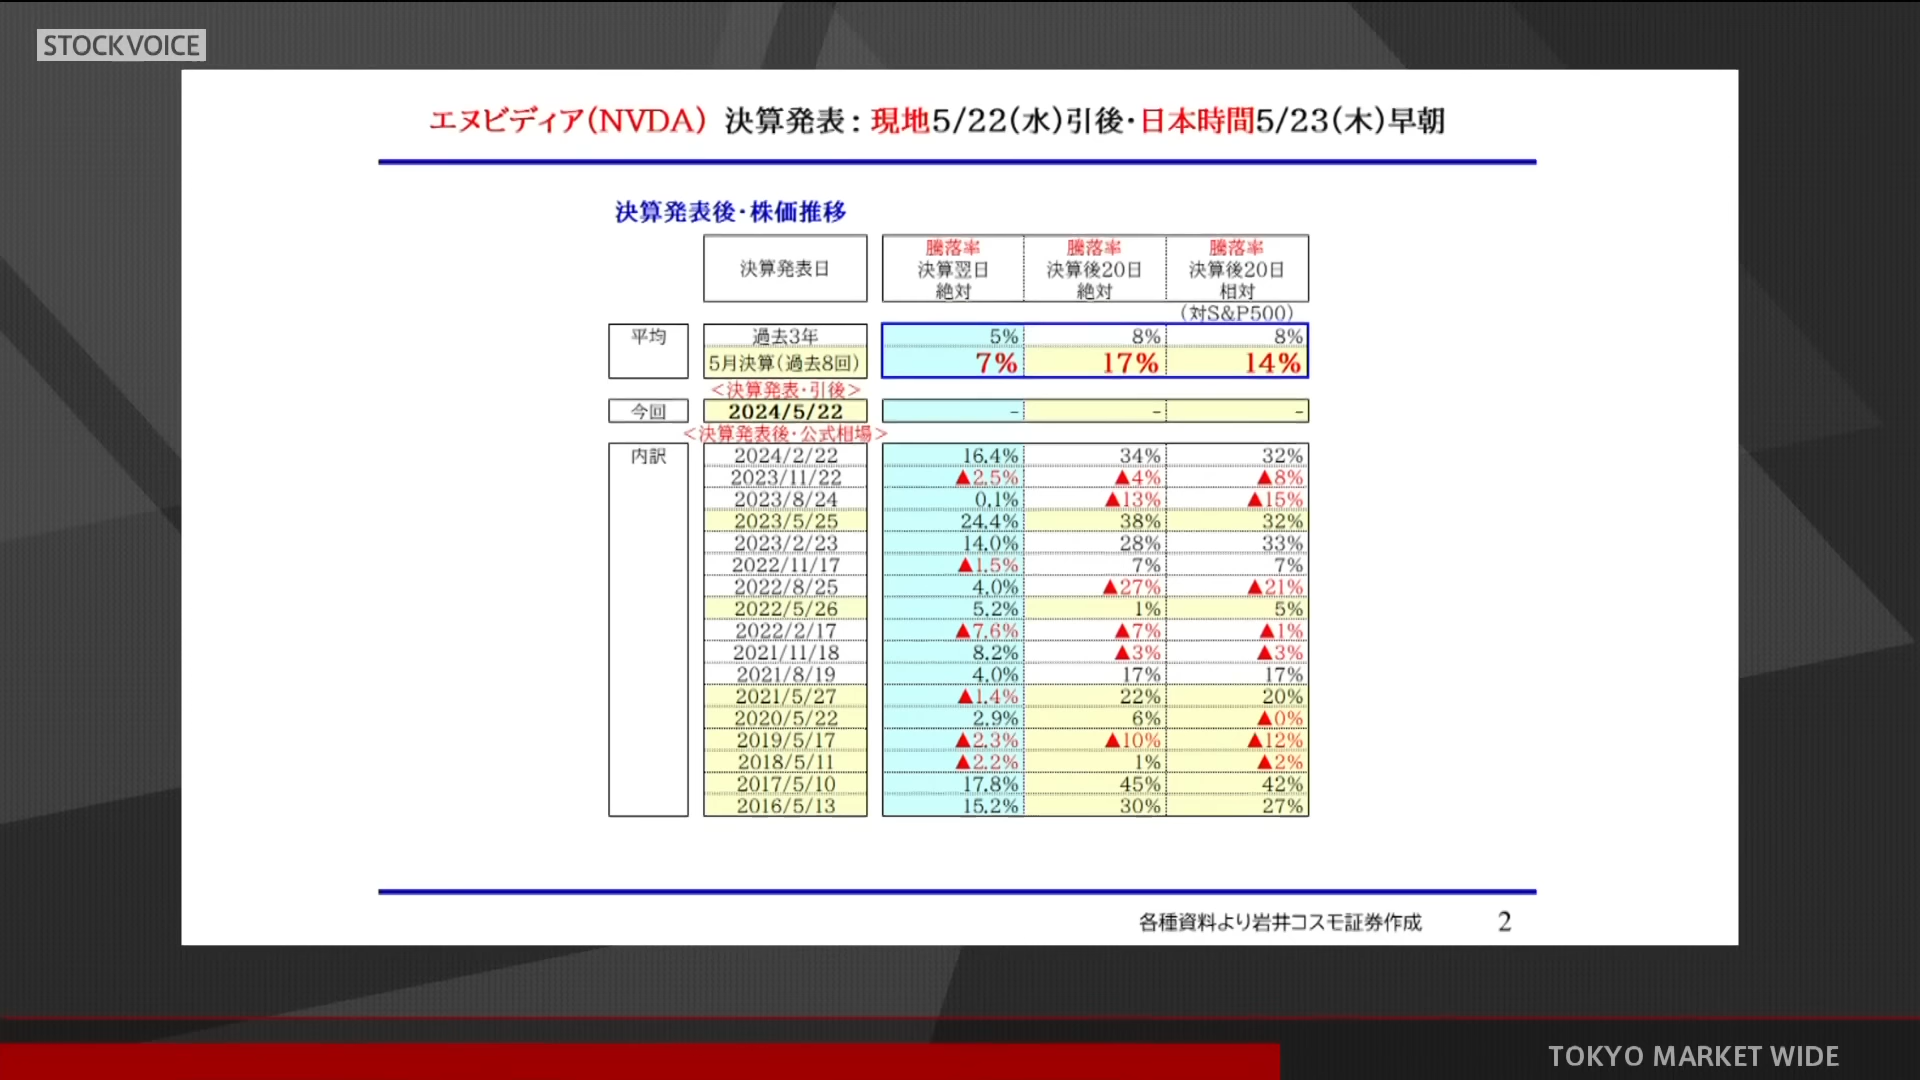 STOCKVOICE
エヌビディア(NVDA) 決算発表：現地5/22(水)引後・日本時間5/23(木)早朝
決算発表後・株価推移
決算発表日
騰落率 騰落率 騰落率
決算翌日 決算後20日 決算後20日
絶対 絶対 相対
(対S&P500)
平均 過去3年 5% 8% 8%
5月決算(過去8回) 7% 17% 14%
<決算発表・引後>
今回 2024/5/22 - - -
<決算発表後・公式相場>
内訳 2024/2/22 16.4% 34% 32%
2023/11/22 ▲2.5% ▲4% ▲8%
2023/8/24 0.1% ▲13% ▲15%
2023/5/25 24.4% 38% 32%
2023/2/23 14.0% 28% 33%
2022/11/17 ▲1.5% 7% 7%
2022/8/25 4.0% ▲27% ▲21%
2022/5/26 5.2% 1% 5%
2022/2/17 ▲7.6% ▲7% ▲1%
2021/11/18 8.2% ▲3% ▲3%
2021/8/19 4.0% 17% 17%
2021/5/27 ▲1.4% 22% 20%
2020/5/22 2.9% 6% ▲0%
2019/5/17 ▲2.3% ▲10% ▲12%
2018/5/11 ▲2.2% 1% ▲2%
2017/5/10 17.8% 45% 42%
2016/5/13 15.2% 30% 27%
各種資料より岩井コスモ証券作成 2
TOKYO MARKET WIDE